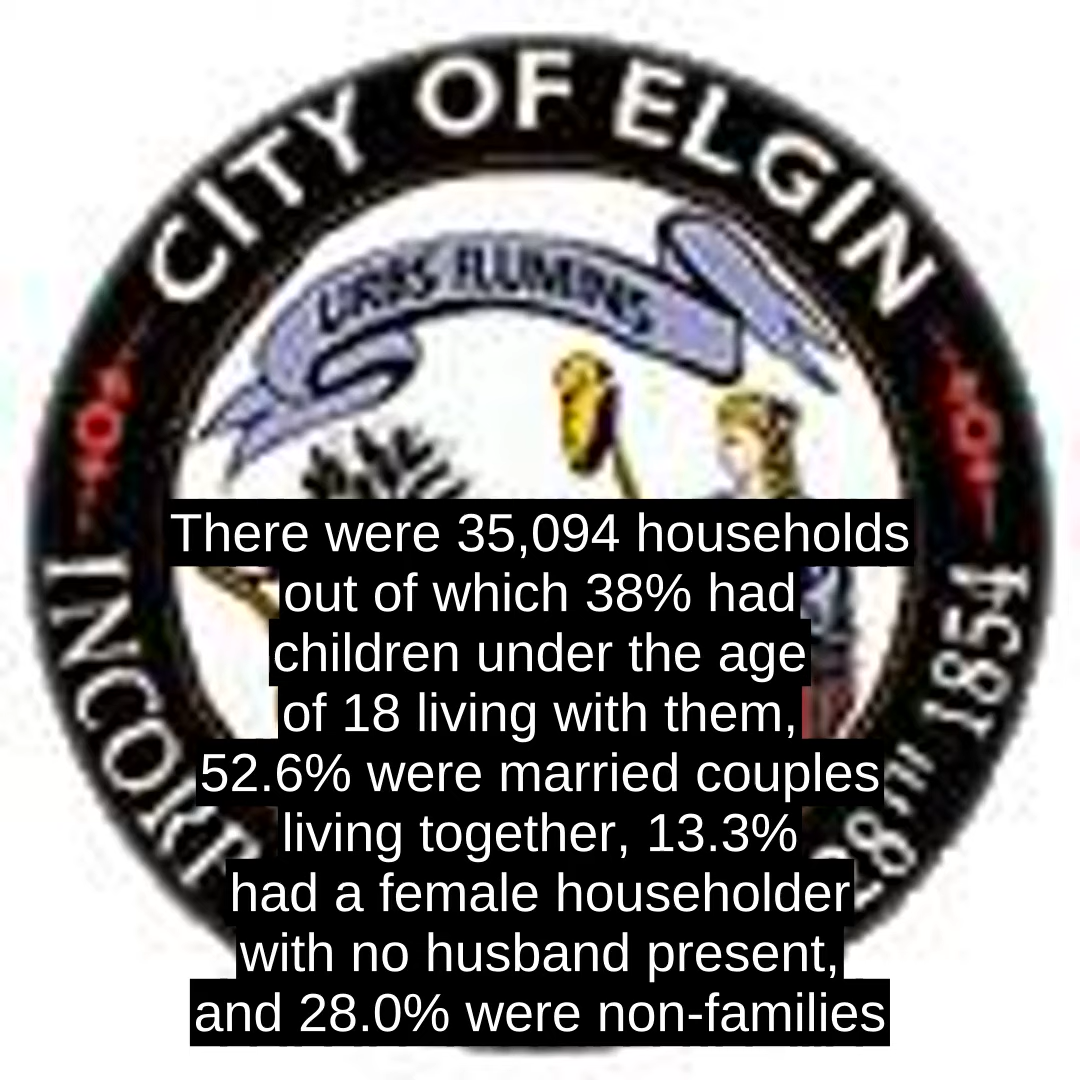 CITY OF ELGIN
URBS ILLUMINIS
There were 35,094 households
out of which 38% had
children under the age
of 18 living with them,
52.6% were married couples
living together, 13.3%
had a female householder
with no husband present,
and 28.0% were non-families
28TH 1854